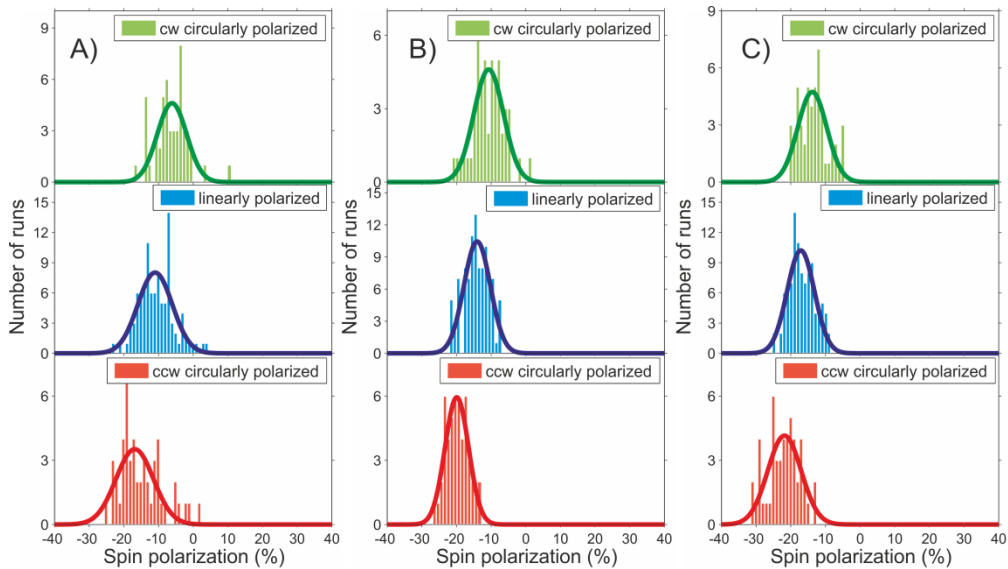 A)
cw circularly polarized
9
6
3
0
linearly polarized
15
12
9
6
3
0
ccw circularly polarized
6
3
0
-40 -30 -20 -10 0 10 20 30 40
Number of runs
Spin polarization (%)
B)
cw circularly polarized
6
3
0
linearly polarized
15
12
9
6
3
0
ccw circularly polarized
6
3
0
-40 -30 -20 -10 0 10 20 30 40
Number of runs
Spin polarization (%)
C)
cw circularly polarized
9
6
3
0
linearly polarized
15
12
9
6
3
0
ccw circularly polarized
6
3
0
-40 -30 -20 -10 0 10 20 30 40
Number of runs
Spin polarization (%)